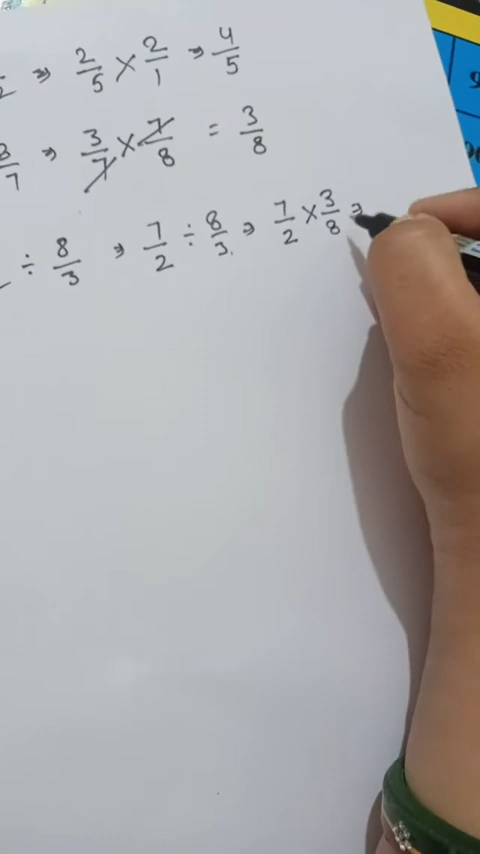 ⇒ 2/5 × 2/1 ⇒ 4/5
3/7 ⇒ 3/7 × 7/8 = 3/8
÷ 8/3 ⇒ 7/2 ÷ 8/3 ⇒ 7/2 × 3/8 ⇒